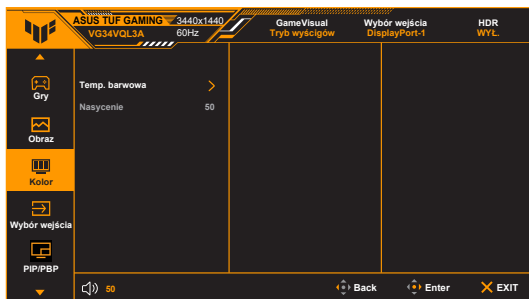 ASUS TUF GAMING 3440x1440
VG34VQL3A 60Hz
GameVisual
Tryb wyścigów
Wybór wejścia
DisplayPort-1
HDR
WYŁ.
Gry
Obraz
Kolor
Wybór wejścia
PIP/PBP
Temp. barwowa
Nasycenie 50
50
Back
Enter
EXIT